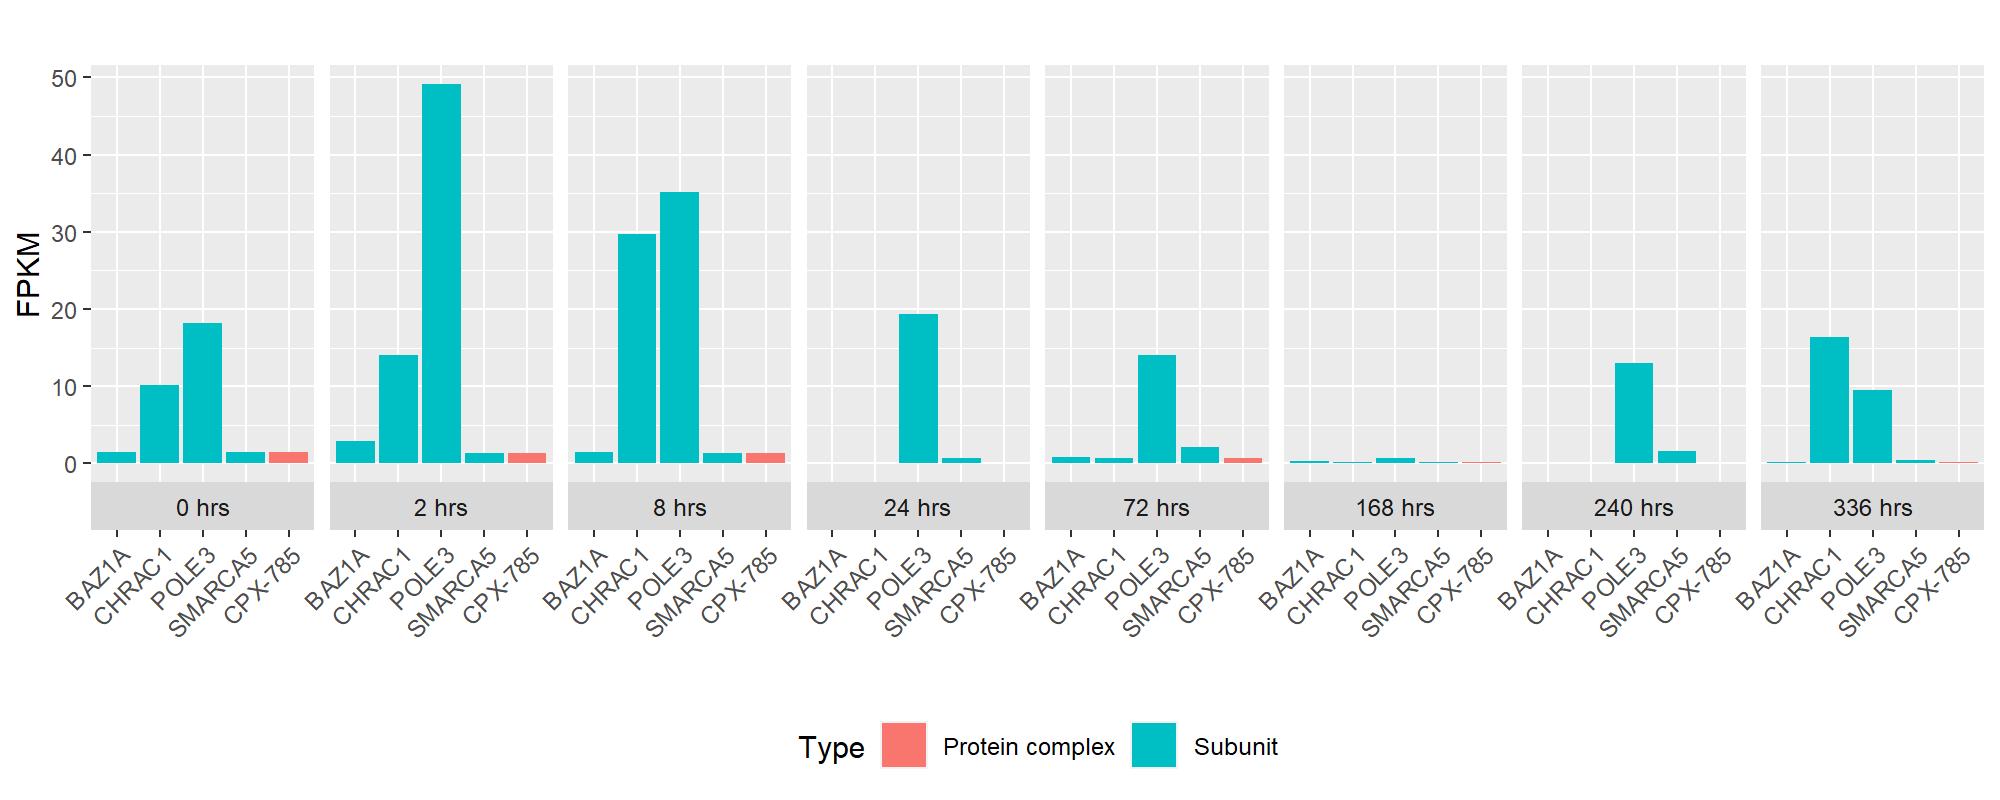 FPKM
50
40
30
20
10
0
0 hrs 2 hrs 8 hrs 24 hrs 72 hrs 168 hrs 240 hrs 336 hrs
BAZ1A CHRAC1 POLE3 SMARCA5 CPX-785 BAZ1A CHRAC1 POLE3 SMARCA5 CPX-785 BAZ1A CHRAC1 POLE3 SMARCA5 CPX-785 BAZ1A CHRAC1 POLE3 SMARCA5 CPX-785 BAZ1A CHRAC1 POLE3 SMARCA5 CPX-785 BAZ1A CHRAC1 POLE3 SMARCA5 CPX-785 BAZ1A CHRAC1 POLE3 SMARCA5 CPX-785 BAZ1A CHRAC1 POLE3 SMARCA5 CPX-785
Type Protein complex Subunit